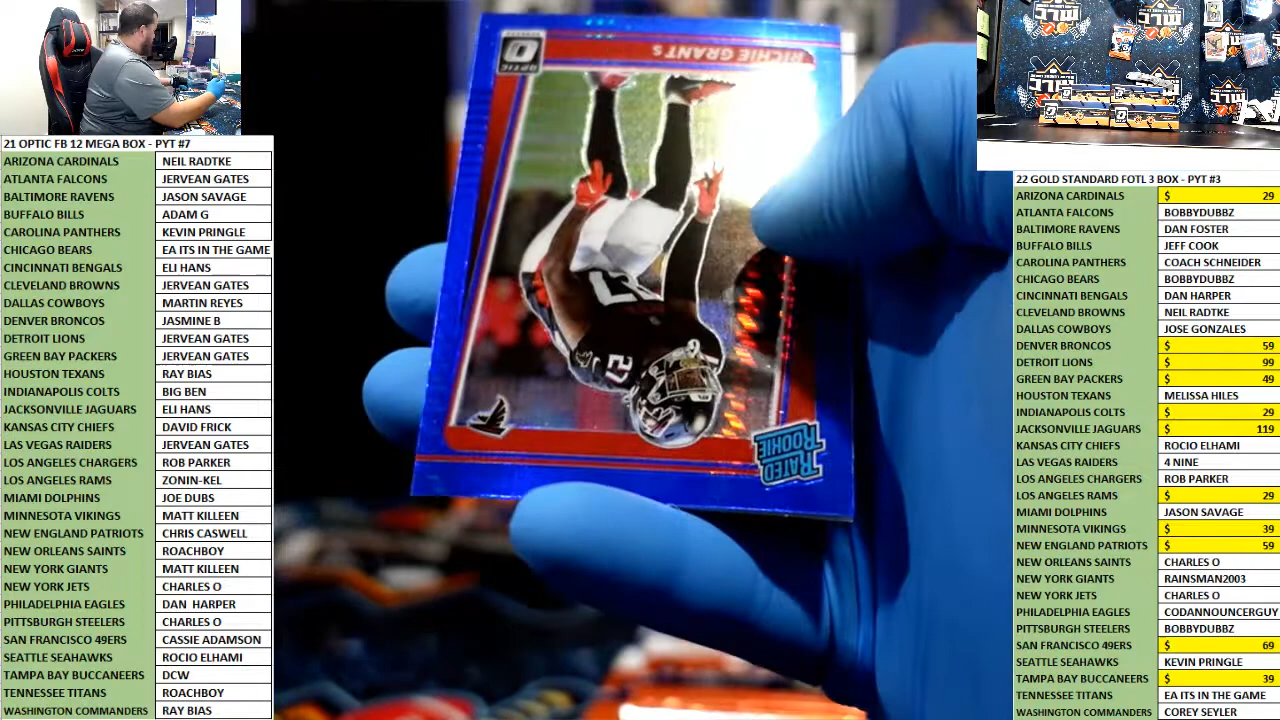 21 OPTIC FB 12 MEGA BOX - PYT #7
ARIZONA CARDINALS NEIL RADTKE
ATLANTA FALCONS JERVEAN GATES
BALTIMORE RAVENS JASON SAVAGE
BUFFALO BILLS ADAM G
CAROLINA PANTHERS KEVIN PRINGLE
CHICAGO BEARS EA ITS IN THE GAME
CINCINNATI BENGALS ELI HANS
CLEVELAND BROWNS JERVEAN GATES
DALLAS COWBOYS MARTIN REYES
DENVER BRONCOS JASMINE B
DETROIT LIONS JERVEAN GATES
GREEN BAY PACKERS JERVEAN GATES
HOUSTON TEXANS RAY BIAS
INDIANAPOLIS COLTS BIG BEN
JACKSONVILLE JAGUARS ELI HANS
KANSAS CITY CHIEFS DAVID FRICK
LAS VEGAS RAIDERS JERVEAN GATES
LOS ANGELES CHARGERS ROB PARKER
LOS ANGELES RAMS ZONIN-KEL
MIAMI DOLPHINS JOE DUBS
MINNESOTA VIKINGS MATT KILLEEN
NEW ENGLAND PATRIOTS CHRIS CASWELL
NEW ORLEANS SAINTS ROACHBOY
NEW YORK GIANTS MATT KILLEEN
NEW YORK JETS CHARLES O
PHILADELPHIA EAGLES DAN HARPER
PITTSBURGH STEELERS CHARLES O
SAN FRANCISCO 49ERS CASSIE ADAMSON
SEATTLE SEAHAWKS ROCIO ELHAMI
TAMPA BAY BUCCANEERS DCW
TENNESSEE TITANS ROACHBOY
WASHINGTON COMMANDERS RAY BIAS
OPTIC
RICHIE GRANT S
27
27
RATED
ROOKIE
22 GOLD STANDARD FOTL 3 BOX - PYT #3
ARIZONA CARDINALS $ 29
ATLANTA FALCONS BOBBYDUBBZ
BALTIMORE RAVENS DAN FOSTER
BUFFALO BILLS JEFF COOK
CAROLINA PANTHERS COACH SCHNEIDER
CHICAGO BEARS BOBBYDUBBZ
CINCINNATI BENGALS DAN HARPER
CLEVELAND BROWNS NEIL RADTKE
DALLAS COWBOYS JOSE GONZALES
DENVER BRONCOS $ 59
DETROIT LIONS $ 99
GREEN BAY PACKERS $ 49
HOUSTON TEXANS MELISSA HILES
INDIANAPOLIS COLTS $ 29
JACKSONVILLE JAGUARS $ 119
KANSAS CITY CHIEFS ROCIO ELHAMI
LAS VEGAS RAIDERS 4 NINE
LOS ANGELES CHARGERS ROB PARKER
LOS ANGELES RAMS $ 29
MIAMI DOLPHINS JASON SAVAGE
MINNESOTA VIKINGS $ 39
NEW ENGLAND PATRIOTS $ 59
NEW ORLEANS SAINTS CHARLES O
NEW YORK GIANTS RAINSMAN2003
NEW YORK JETS CHARLES O
PHILADELPHIA EAGLES CODANNOUNCERGUY
PITTSBURGH STEELERS BOBBYDUBBZ
SAN FRANCISCO 49ERS $ 69
SEATTLE SEAHAWKS KEVIN PRINGLE
TAMPA BAY BUCCANEERS $ 39
TENNESSEE TITANS EA ITS IN THE GAME
WASHINGTON COMMANDERS COREY SEYLER